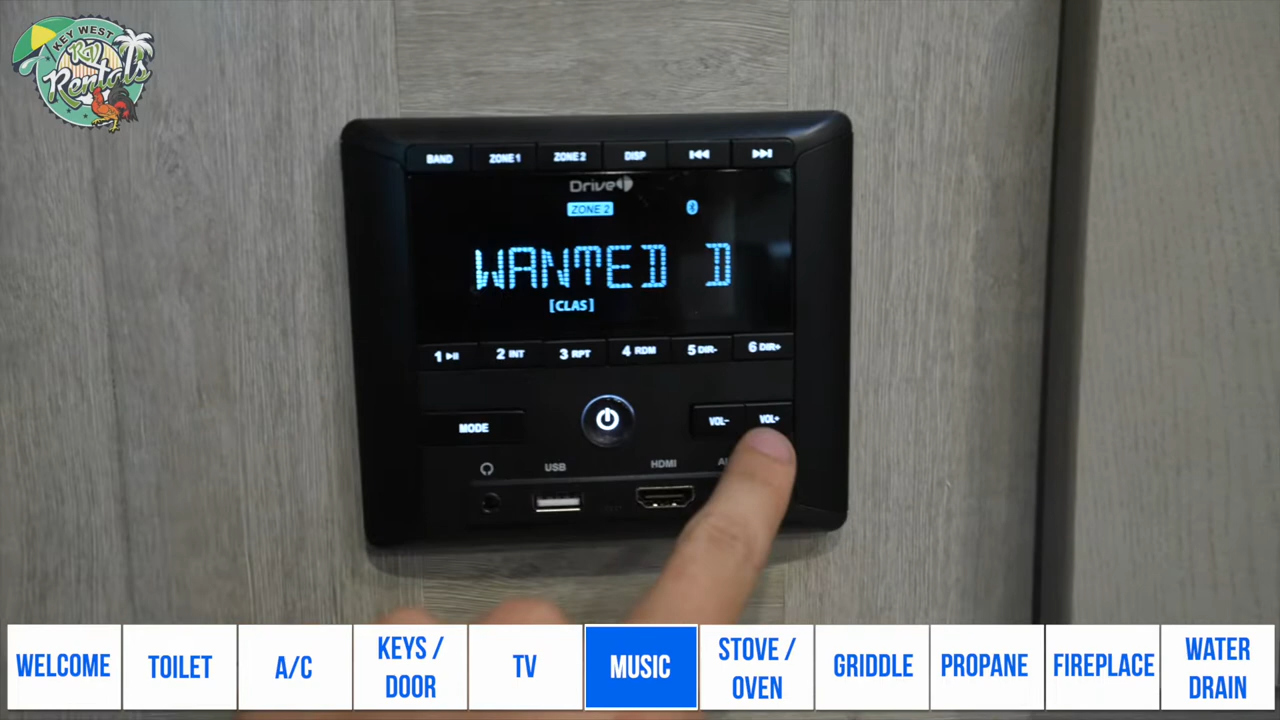 KEY WEST
RV
Rentals
BAND ZONE 1 ZONE 2 DISP
Drive
ZONE 2
WANTED D
[CLAS]
1 2 INT 3 RPT 4 RDM 5 DIR- 6 DIR+
MODE VOL- VOL+
USB HDMI
WELCOME
TOILET
A/C
KEYS /
DOOR
TV
MUSIC
STOVE /
OVEN
GRIDDLE
PROPANE
FIREPLACE
WATER
DRAIN